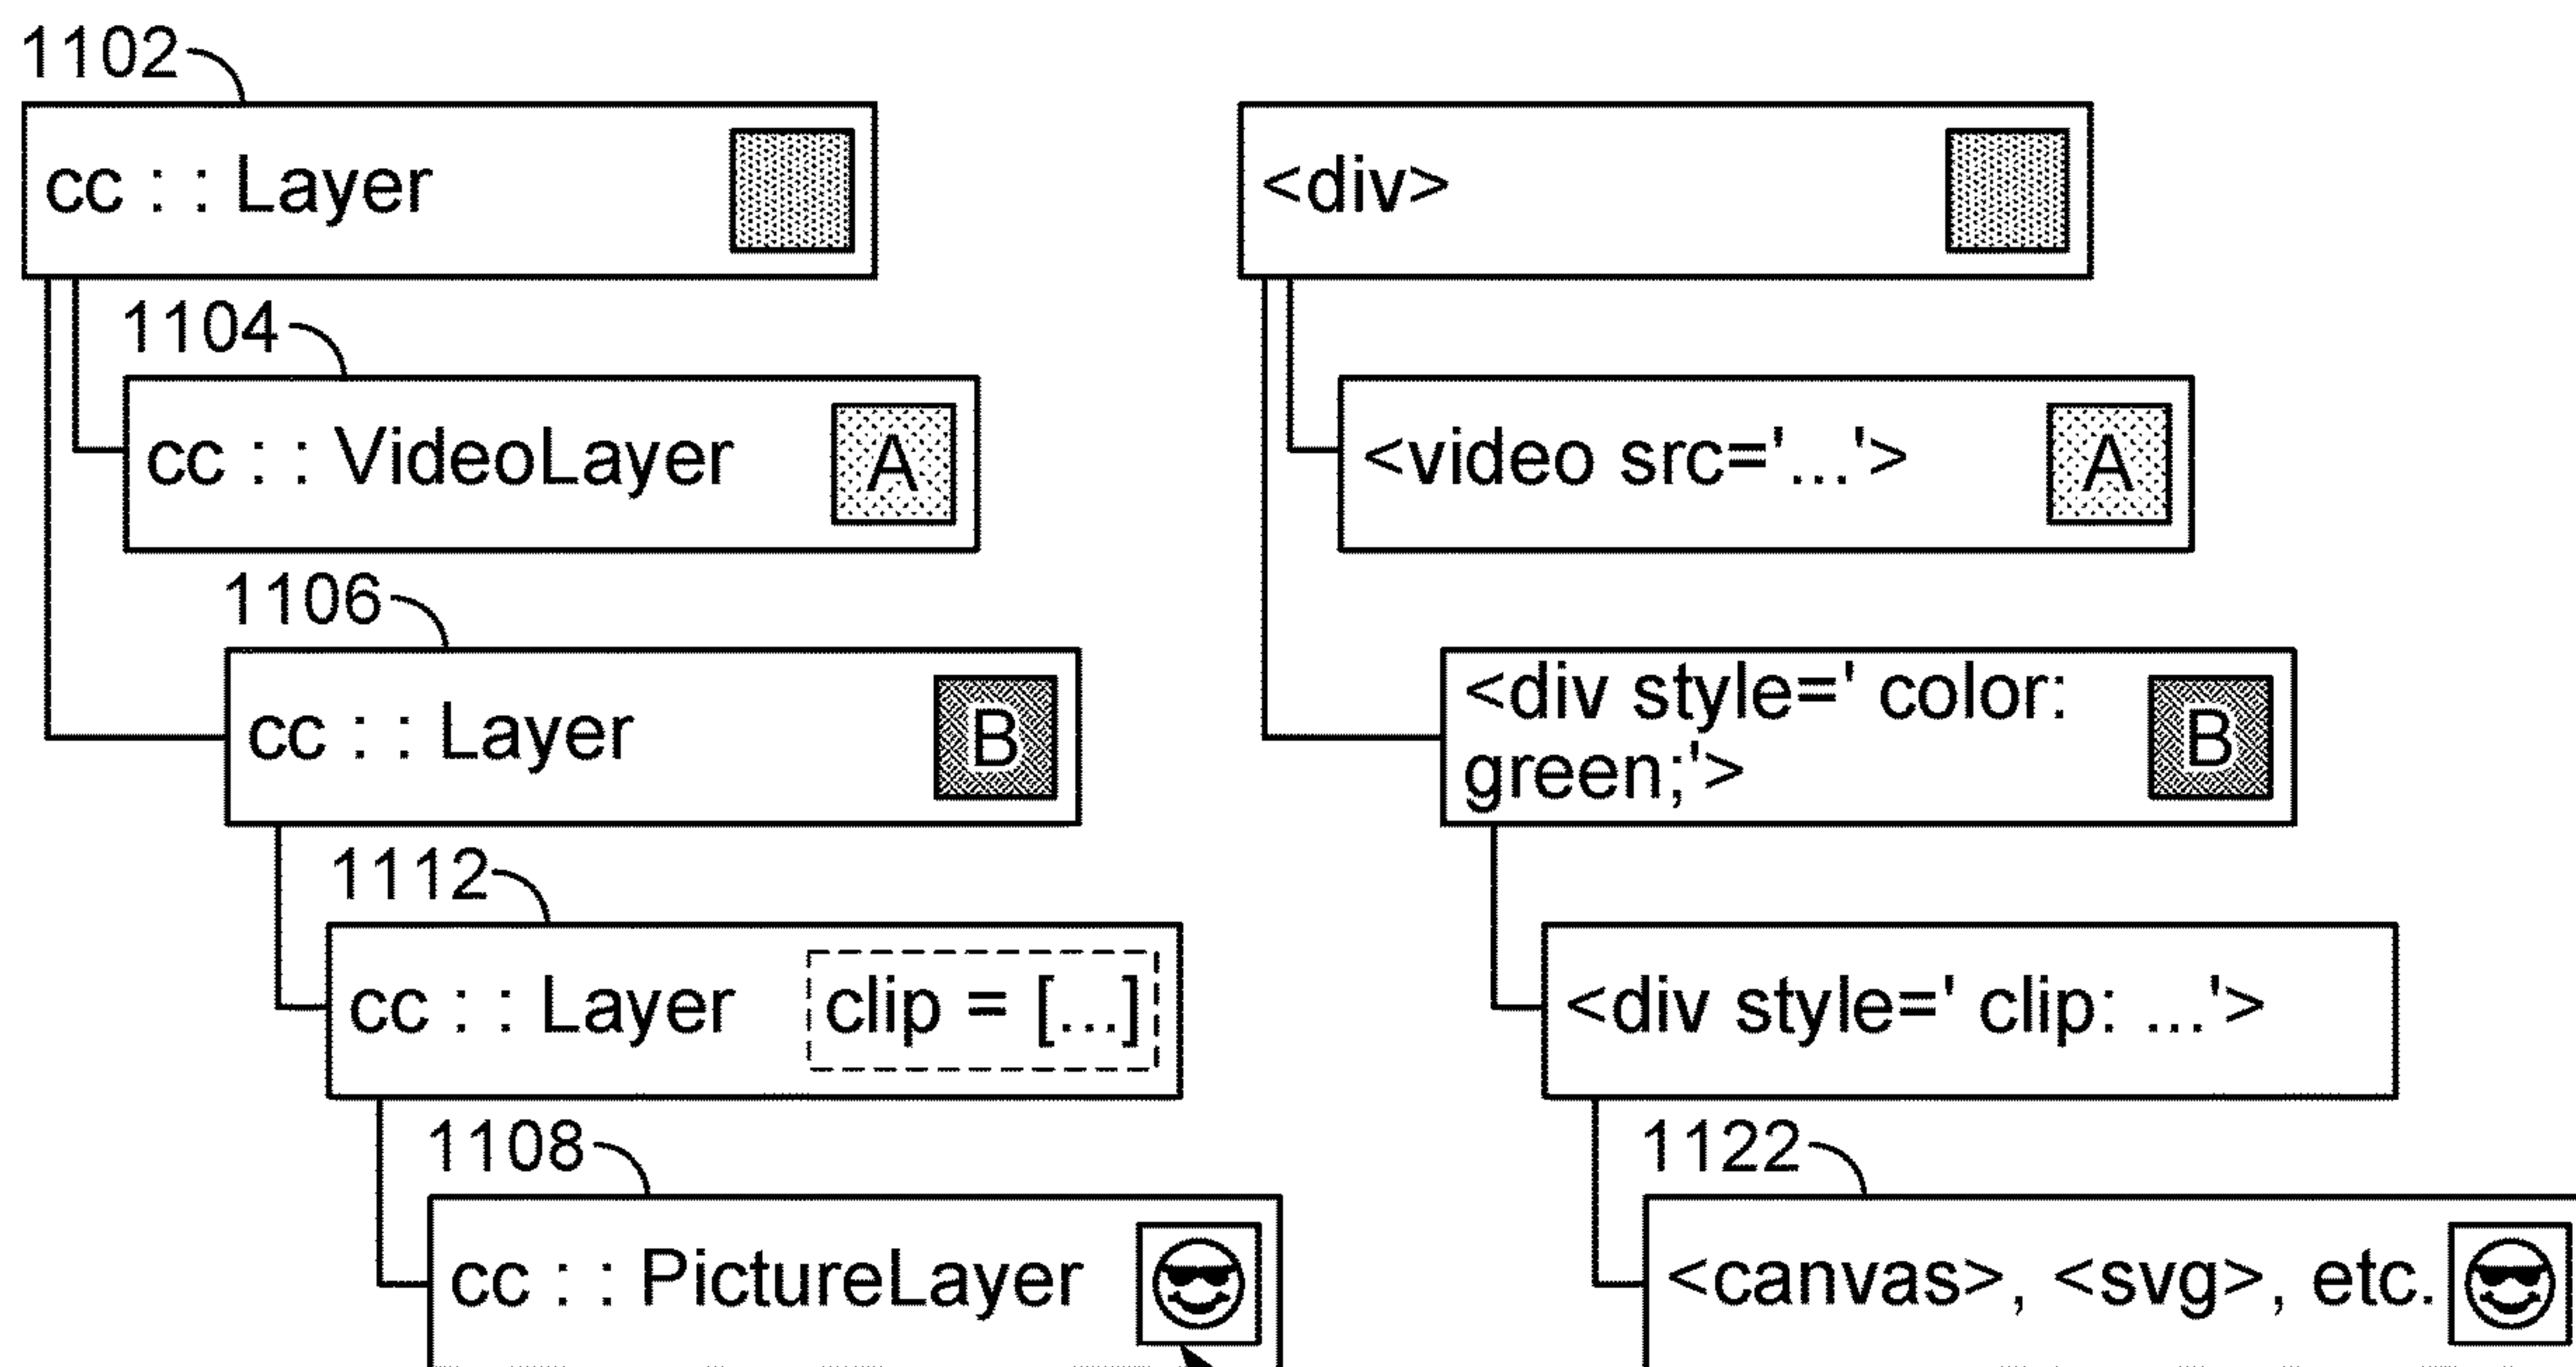 1102
cc : : Layer
<div>
1104
cc : : VideoLayer A
<video src='...'> A
1106
cc : : Layer B
<div style=' color:
green;'> B
1112
cc : : Layer clip = [...]
<div style=' clip: ...'>
1108
cc : : PictureLayer
1122
<canvas>, <svg>, etc.